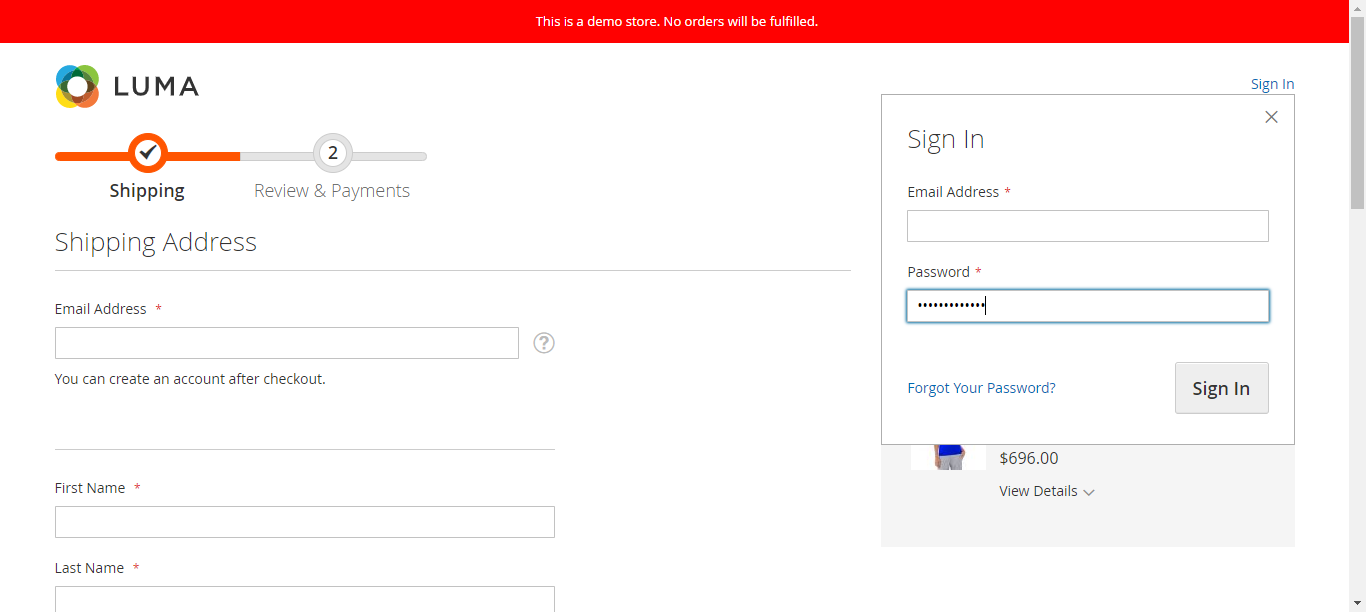 This is a demo store. No orders will be fulfilled.
LUMA
Sign In
2
Shipping
Review & Payments
Shipping Address
Email Address *
?
You can create an account after checkout.
First Name *
Last Name *
Sign In
Email Address *
Password *
•••••••••••••
Forgot Your Password?
Sign In
$696.00
View Details